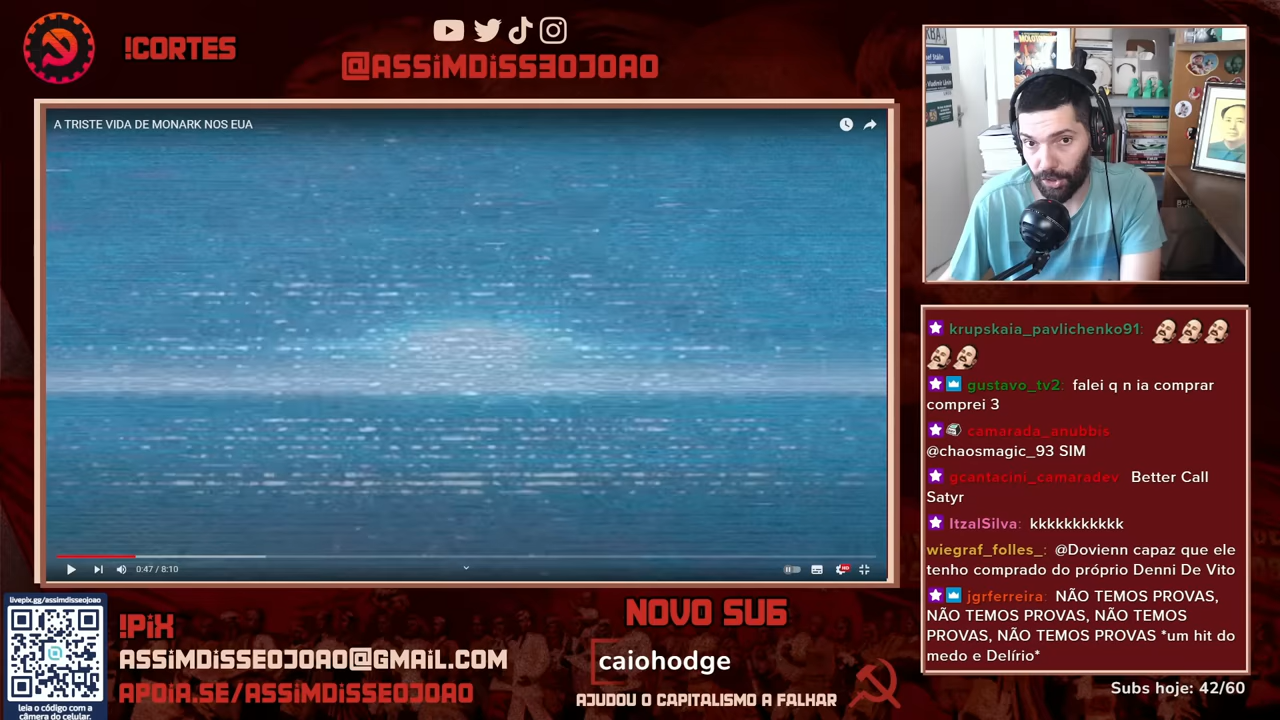 !CORTES
@ASSIMDISSEOJOAO
A TRISTE VIDA DE MONARK NOS EUA
0:47 / 8:10
HD
krupskaia_pavlichenko91:
gustavo_tv2: falei q n ia comprar
comprei 3
camarada_anubbis
@chaosmagic_93 SIM
gcantacini_camaradev Better Call
Satyr
ItzalSilva: kkkkkkkkkkk
wiegraf_folles_: @Dovienn capaz que ele
tenho comprado do próprio Denni De Vito
jgrferreira: NÃO TEMOS PROVAS,
NÃO TEMOS PROVAS, NÃO TEMOS
PROVAS, NÃO TEMOS PROVAS *um hit do
medo e Delírio*
Subs hoje: 42/60
livepix.gg/assimdisseojoao
leia o código com a
câmera do celular.
!PIX
ASSIMDISSEOJOAO@GMAIL.COM
APOIA.SE/ASSIMDISSEOJOAO
NOVO SUB
caiohodge
AJUDOU O CAPITALISMO A FALHAR